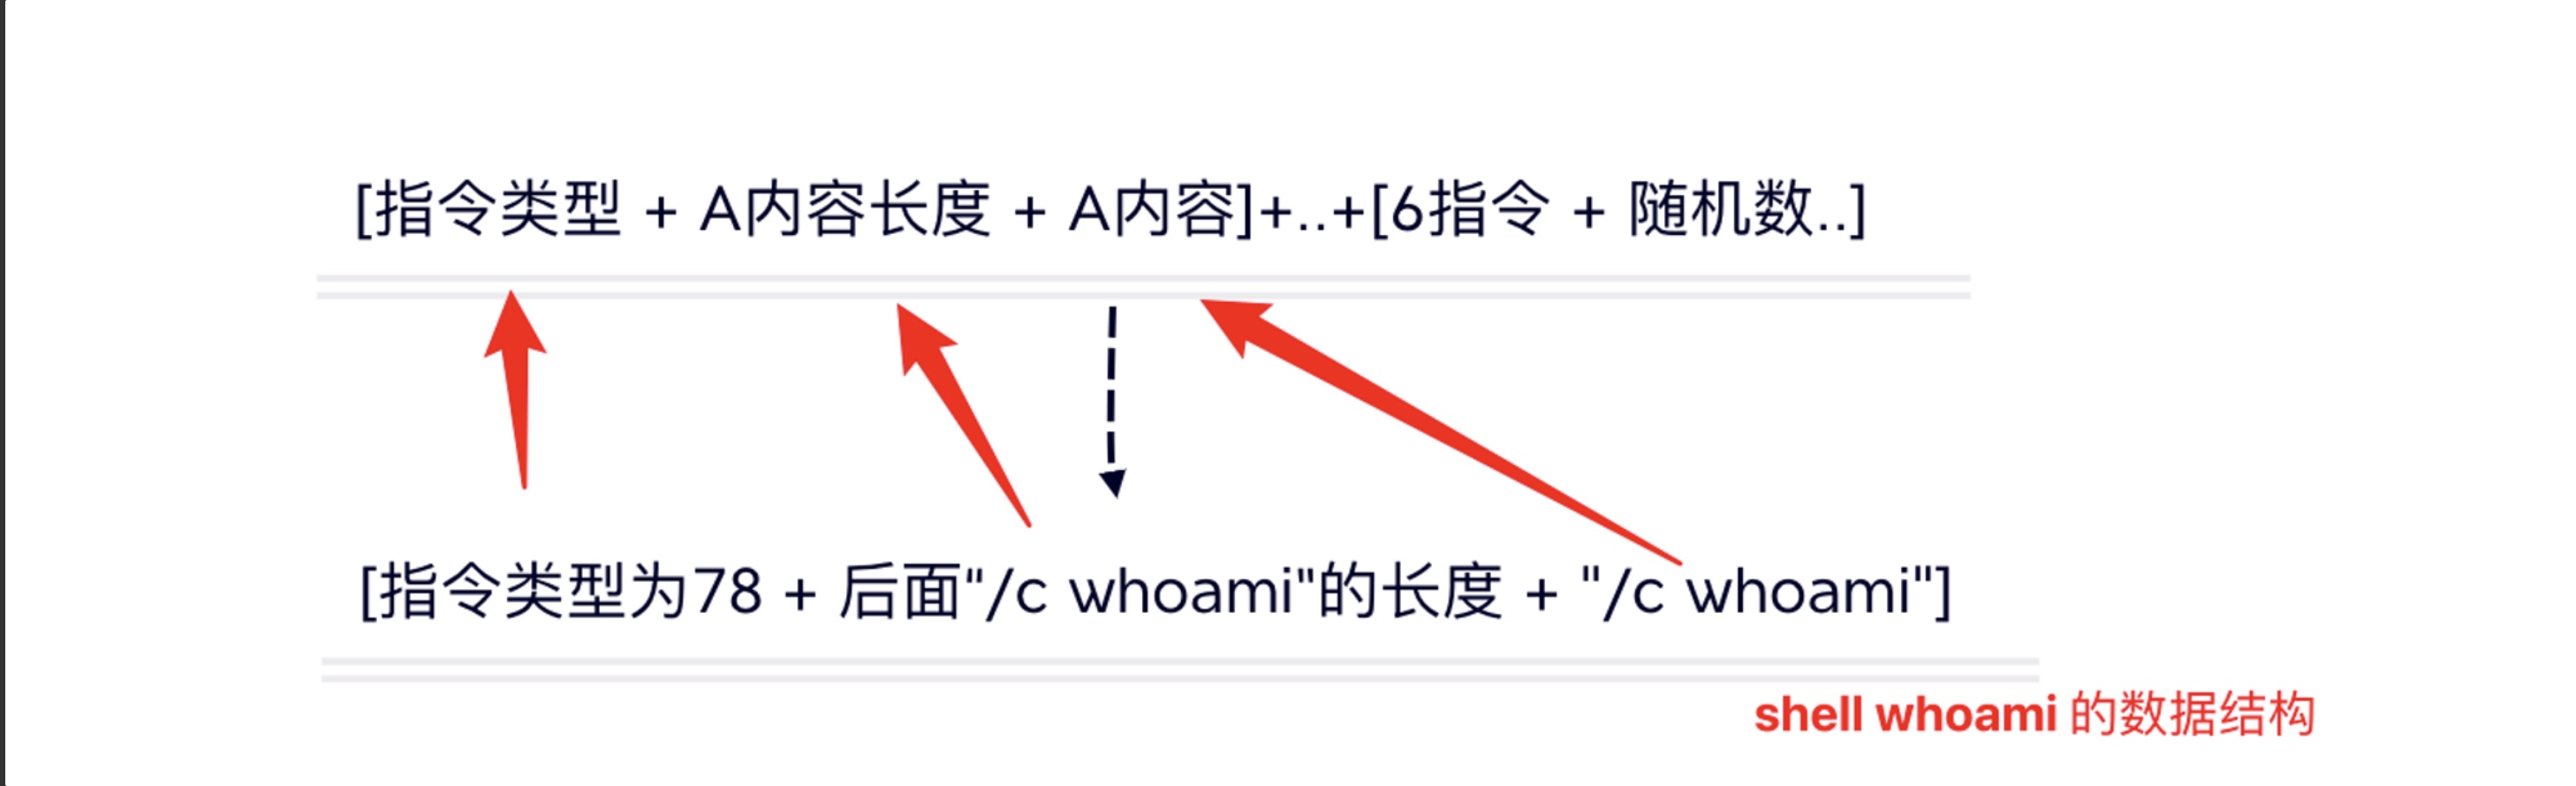 [指令类型 + A内容长度 + A内容]+..+[6指令 + 随机数..]
[指令类型为78 + 后面"/c whoami"的长度 + "/c whoami"]
shell whoami 的数据结构